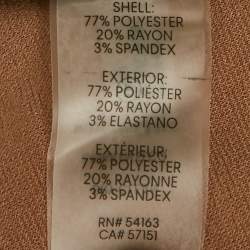 SHELL:
77% POLYESTER
20% RAYON
3% SPANDEX
EXTERIOR:
77% POLIÉSTER
20% RAYON
3% ELASTANO
EXTÉRIEUR:
77% POLYESTER
20% RAYONNE
3% SPANDEX
RN# 54163
CA# 57151